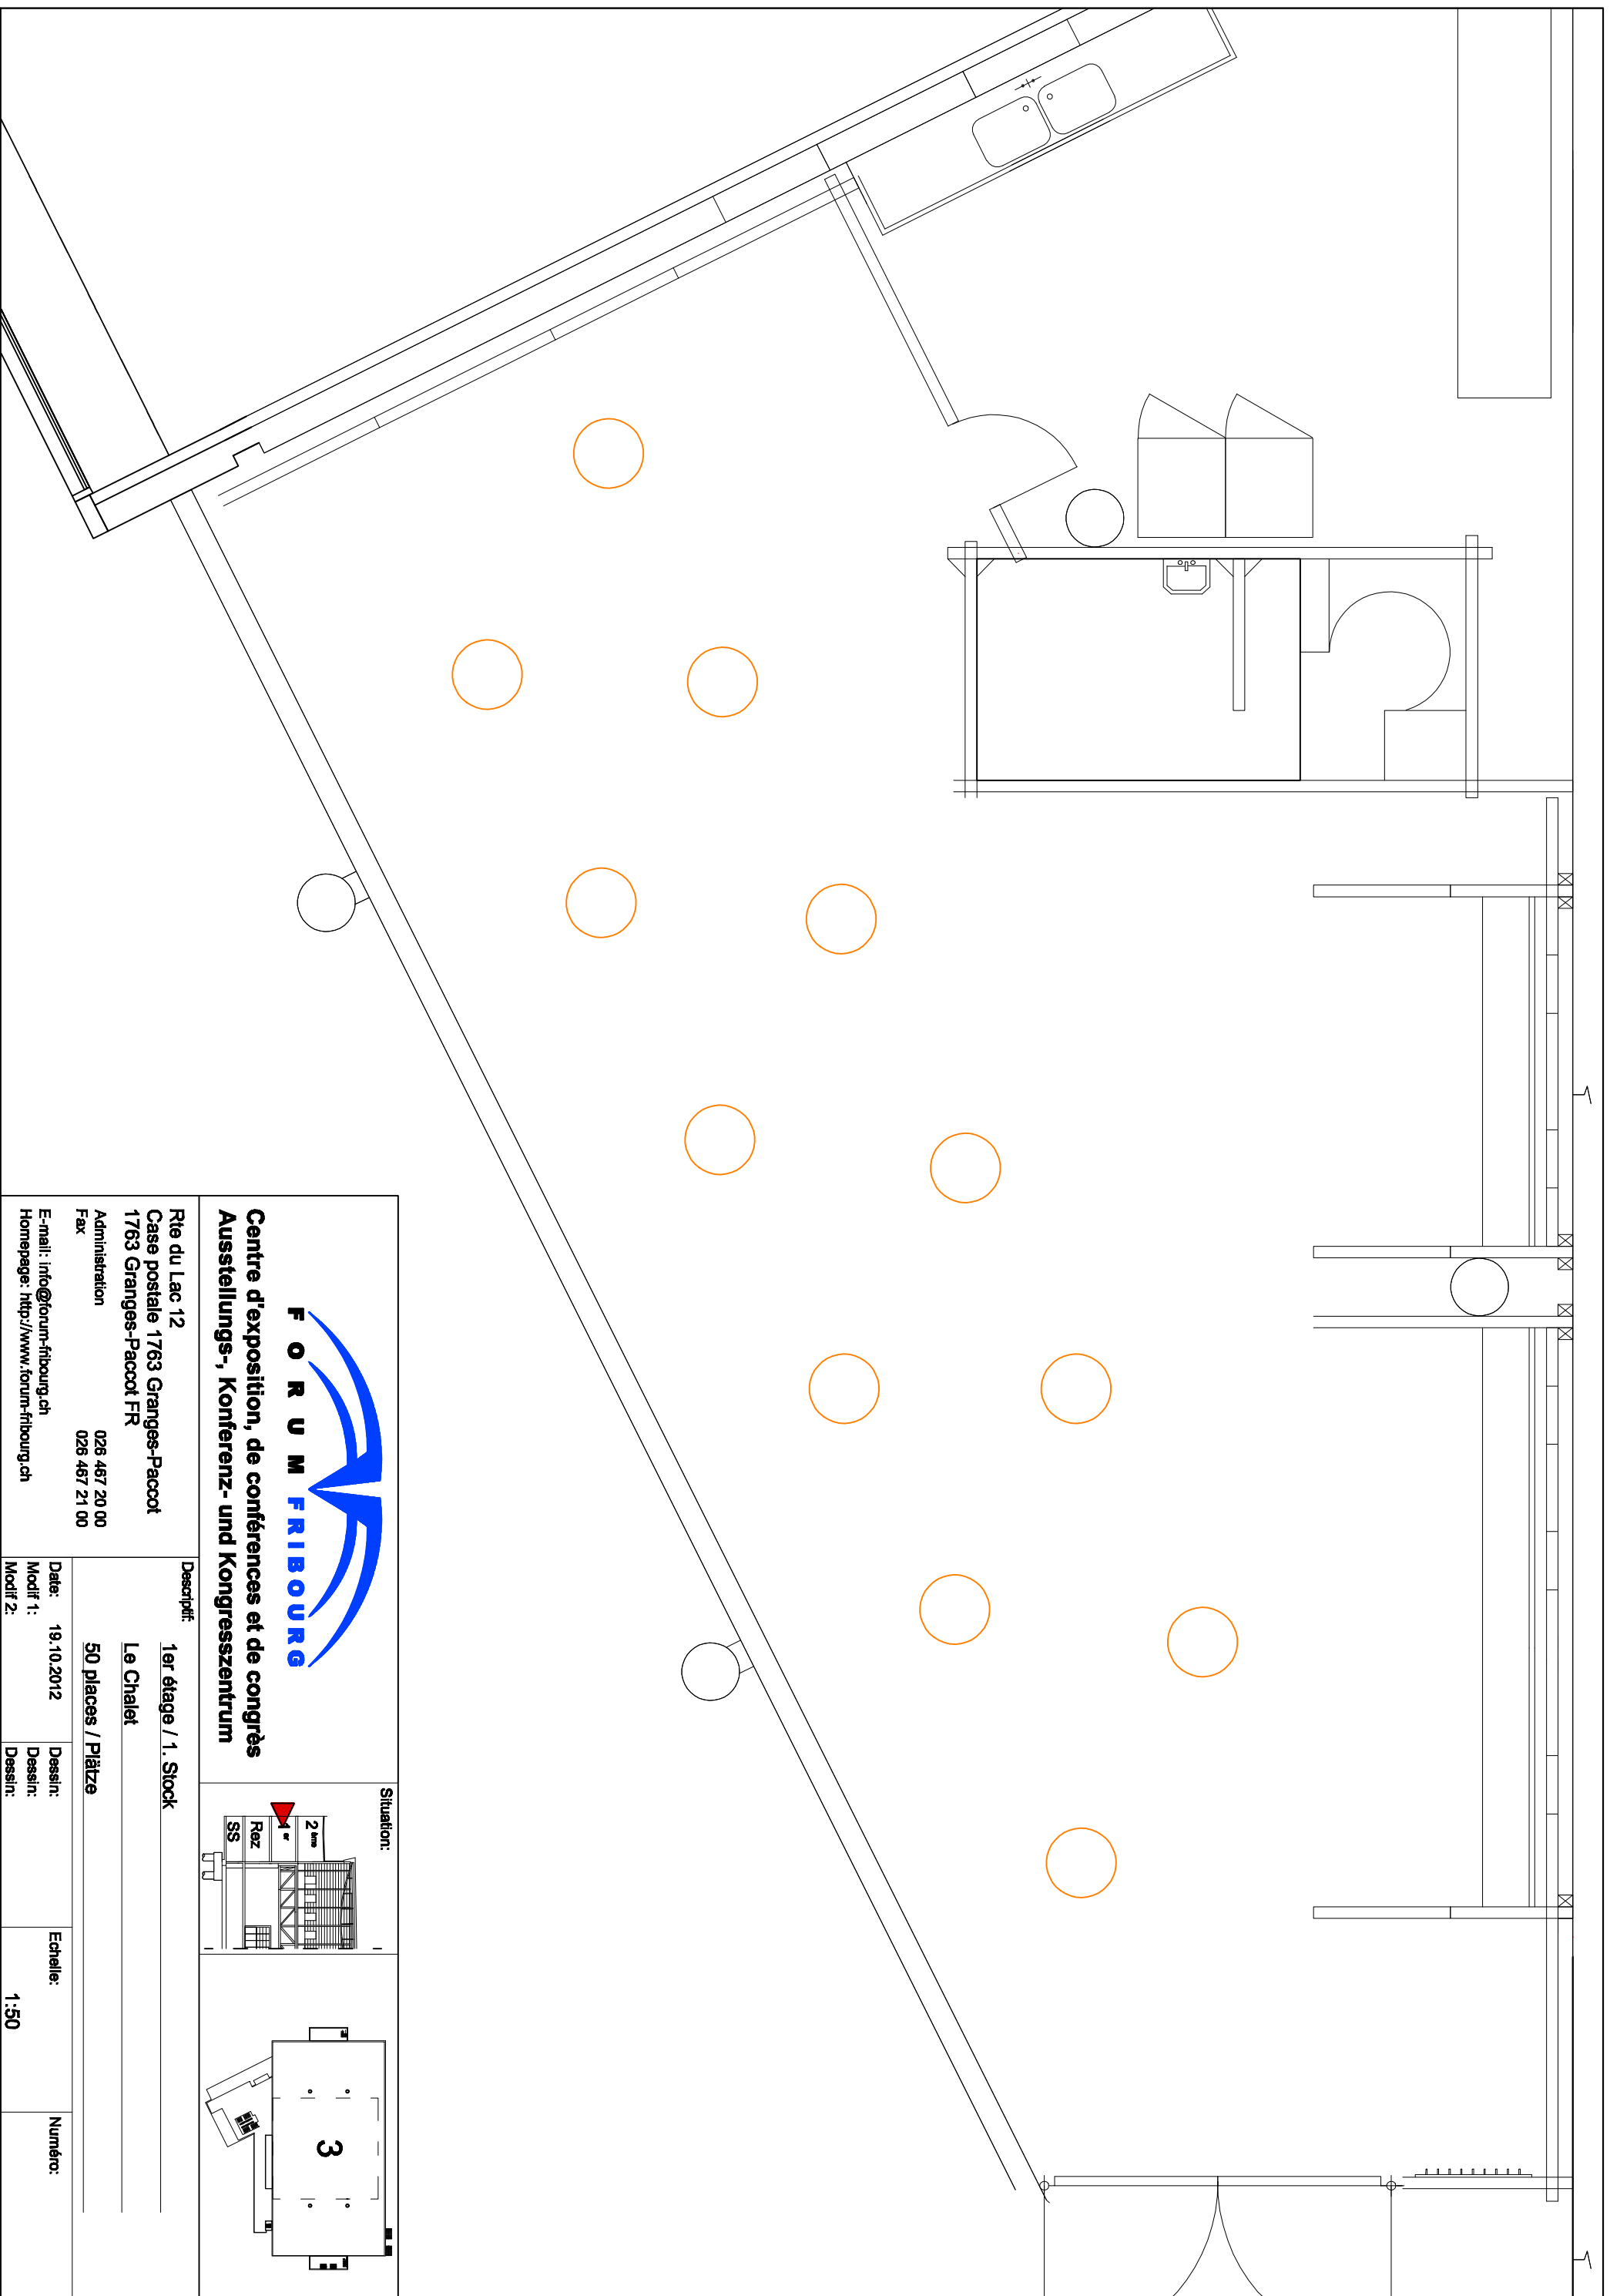 FORUM FRIBOURG
Centre d'exposition, de conférences et de congrès
Ausstellungs-, Konferenz- und Kongresszentrum
Situation:
2 ème
1 er
Rez
SS
3
Rte du Lac 12
Case postale 1763 Granges-Paccot
1763 Granges-Paccot FR
Administration 026 467 20 00
Fax 026 467 21 00
E-mail: info@forum-fribourg.ch
Homepage: http://www.forum-fribourg.ch
Descriptif:
1er étage / 1. Stock
Le Chalet
50 places / Plätze
Date: 19.10.2012 Dessin:
Modif 1: Dessin:
Modif 2: Dessin:
Echelle:
1:50
Numéro: